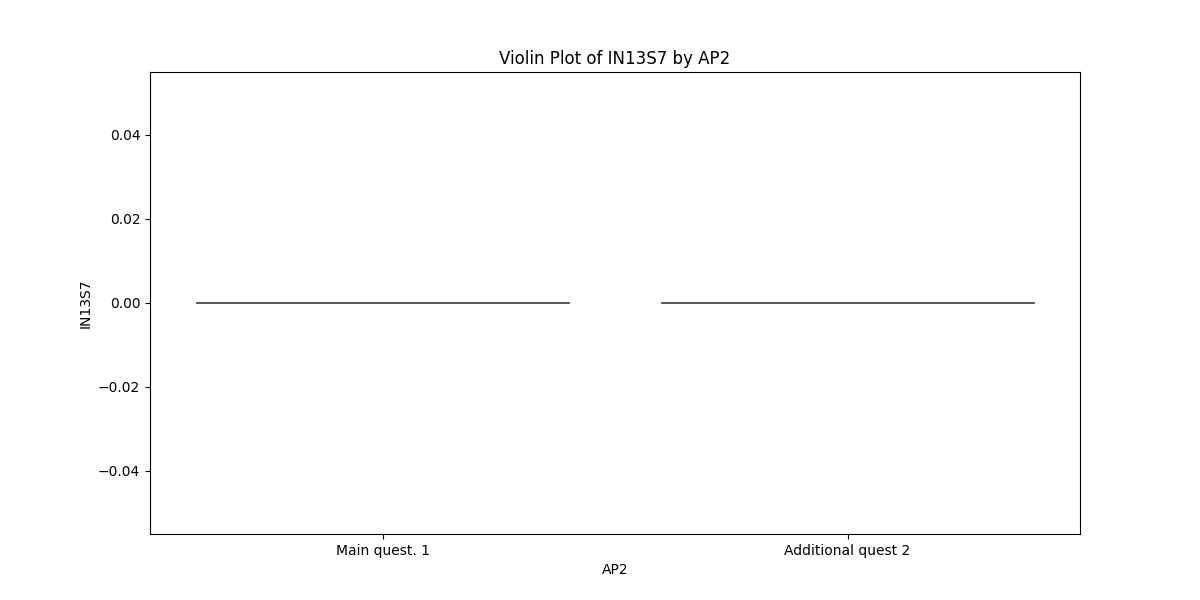 Violin Plot of IN13S7 by AP2
0.04
0.02
0.00
−0.02
−0.04
IN13S7
Main quest. 1
Additional quest 2
AP2